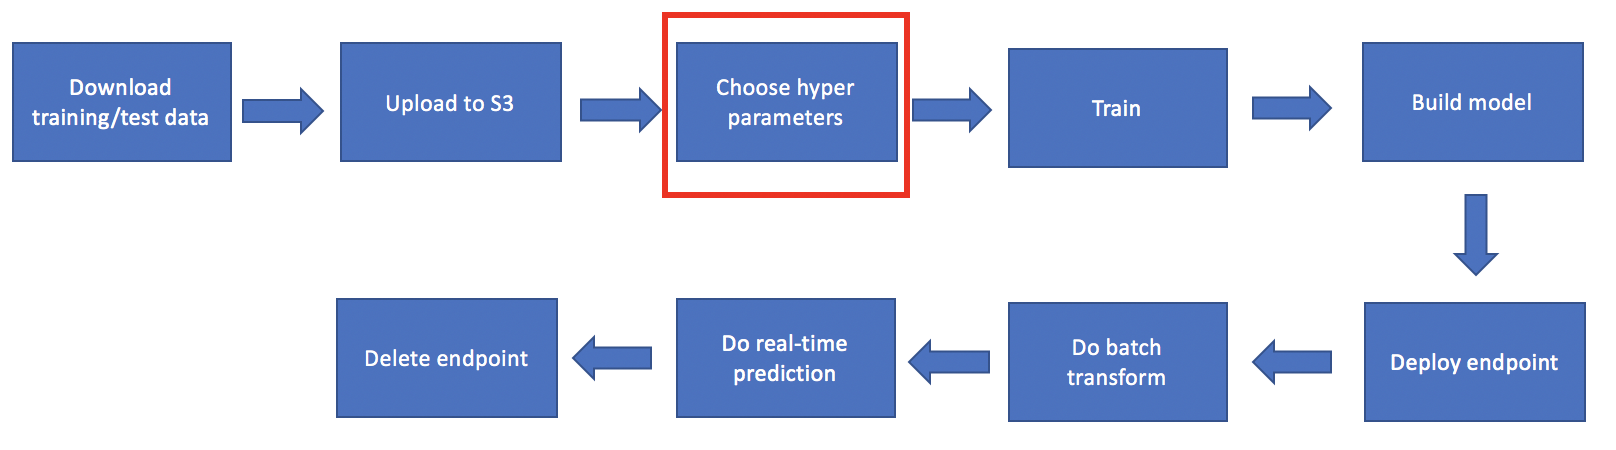 Download
training/test data
Upload to S3
Choose hyper
parameters
Train
Build model
Deploy endpoint
Do batch
transform
Do real-time
prediction
Delete endpoint